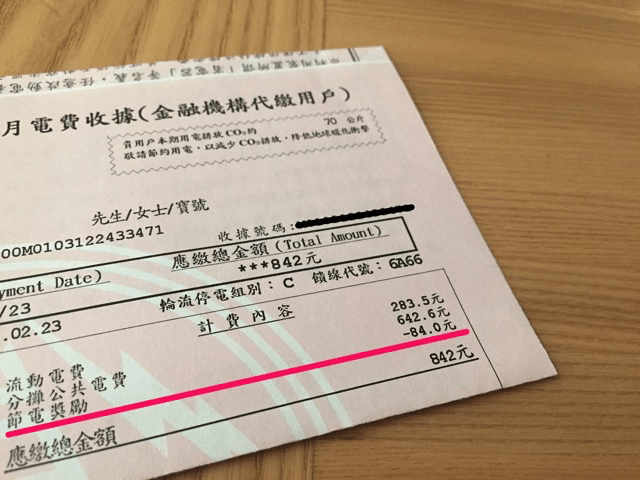 月電費收據(金融機構代繳用戶)
貴用戶本期用電排放CO₂約 70 公斤
敬請節約用電，以減少CO₂排放，降低地球暖化衝擊
先生/女士/寶號
00M0103122433471
收據號碼:
yment Date)
應繳總金額(Total Amount)
/23
***842元
.02.23
輪流停電組別: C 饋線代號: 6A66
計費內容
流動電費 283.5元
分攤公共電費 642.6元
節電獎勵 -84.0元
應繳總金額 842元